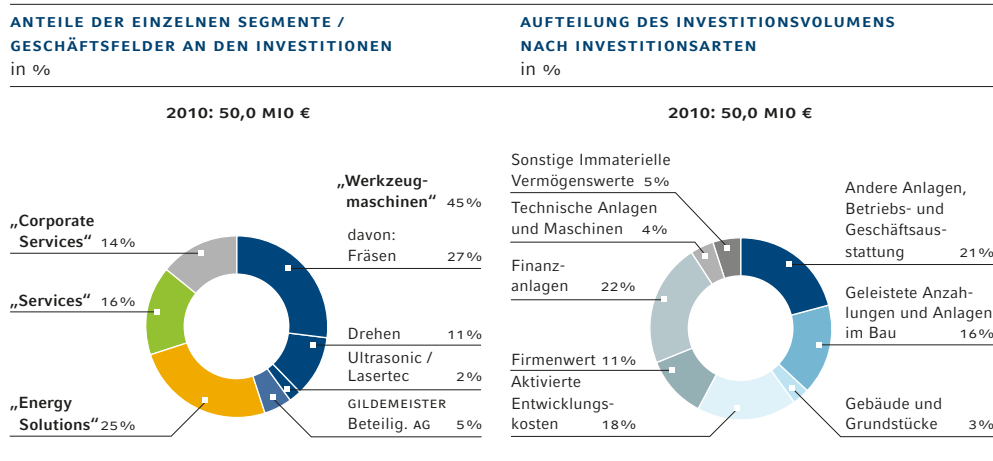 ANTEILE DER EINZELNEN SEGMENTE /
GESCHÄFTSFELDER AN DEN INVESTITIONEN
in %
2010: 50,0 MIO €
„Werkzeug-
maschinen“ 45%
davon:
Fräsen 27%
Drehen 11%
Ultrasonic /
Lasertec 2%
GILDEMEISTER
Beteilig. AG 5%
„Energy
Solutions“ 25%
„Services“ 16%
„Corporate
Services“ 14%
AUFTEILUNG DES INVESTITIONSVOLUMENS
NACH INVESTITIONSARTEN
in %
2010: 50,0 MIO €
Andere Anlagen,
Betriebs- und
Geschäftsaus-
stattung 21%
Geleistete Anzah-
lungen und Anlagen
im Bau 16%
Gebäude und
Grundstücke 3%
Aktivierte
Entwicklungs-
kosten 18%
Firmenwert 11%
Finanz-
anlagen 22%
Technische Anlagen
und Maschinen 4%
Sonstige Immaterielle
Vermögenswerte 5%